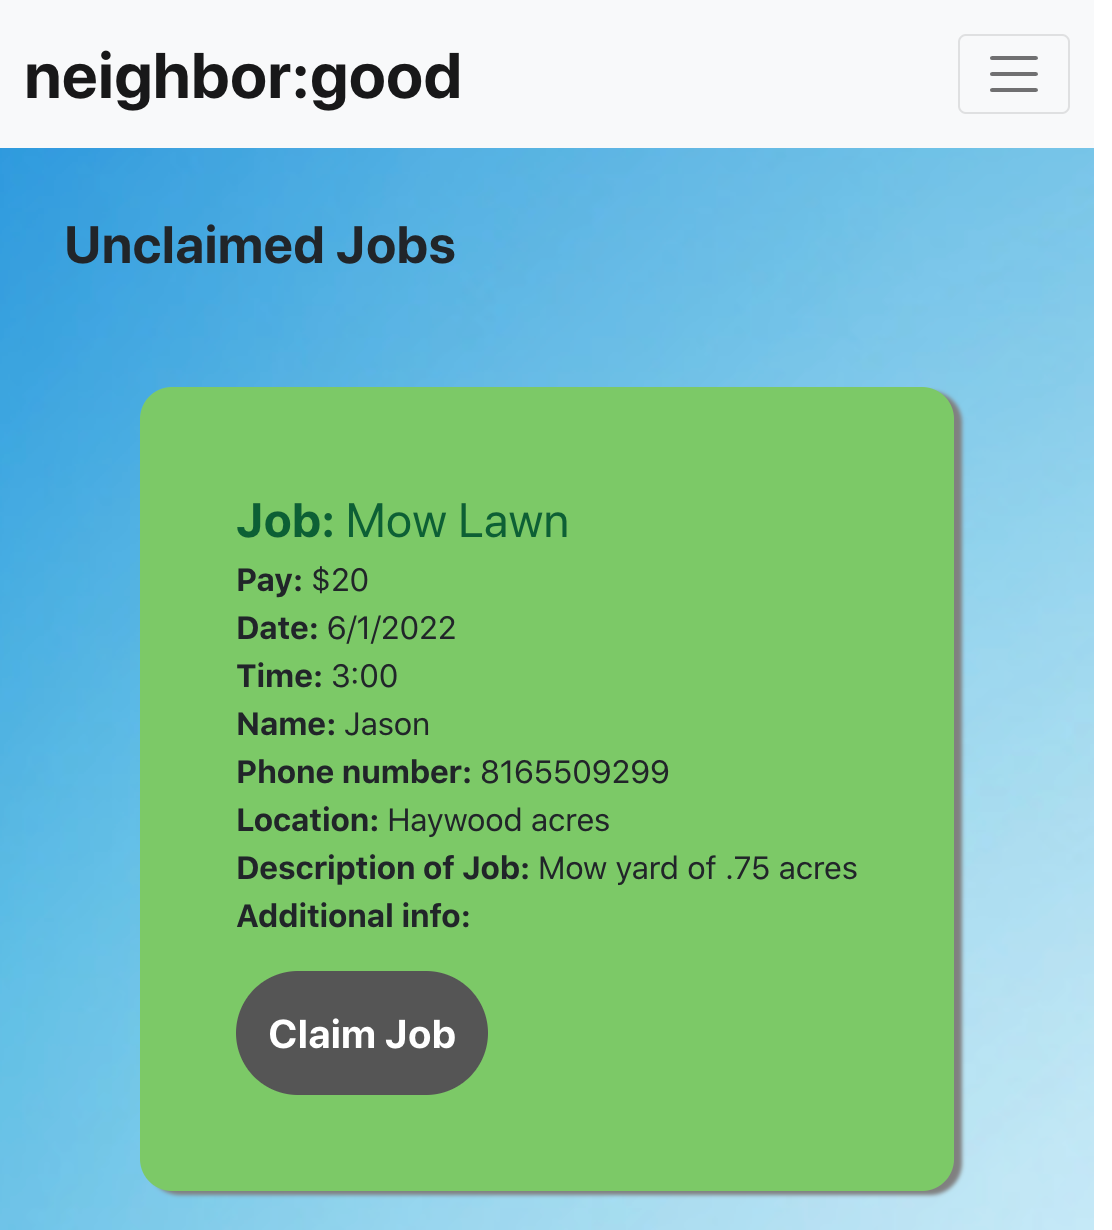 neighbor:good
Unclaimed Jobs
Job: Mow Lawn
Pay: $20
Date: 6/1/2022
Time: 3:00
Name: Jason
Phone number: 8165509299
Location: Haywood acres
Description of Job: Mow yard of .75 acres
Additional info:
Claim Job